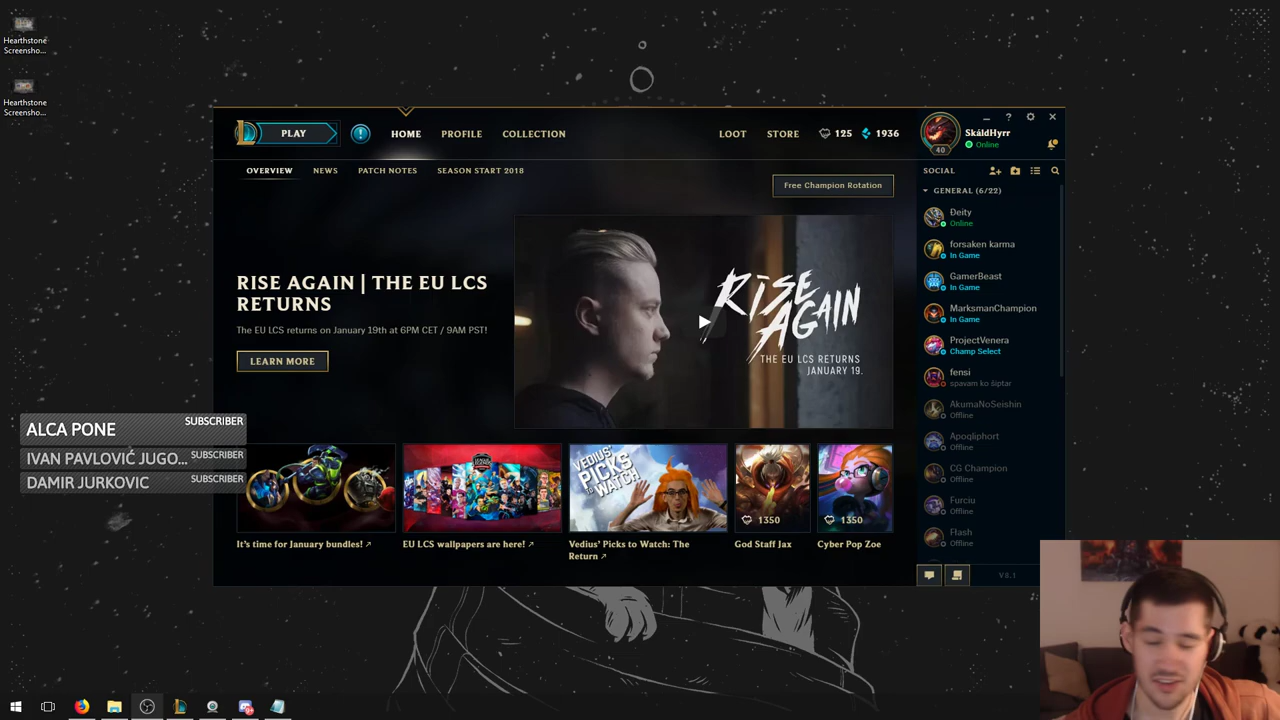 Hearthstone
Screensho...
Hearthstone
Screensho...
PLAY
HOME
PROFILE
COLLECTION
LOOT
STORE
125
1936
SkåldHyrr
Online
40
OVERVIEW
NEWS
PATCH NOTES
SEASON START 2018
Free Champion Rotation
RISE AGAIN | THE EU LCS
RETURNS
The EU LCS returns on January 19th at 6PM CET / 9AM PST!
LEARN MORE
RISE
AGAIN
THE EU LCS RETURNS
JANUARY 19.
SOCIAL
GENERAL (6/22)
Ðeity
Online
forsaken karma
In Game
GamerBeast
In Game
MarksmanChampion
In Game
ProjectVenera
Champ Select
fensi
spavam ko šiptar
AkumaNoSeishin
Offline
Apoqliphort
Offline
CG Champion
Offline
Furciu
Offline
Flash
Offline
V8.1
ALCA PONE
SUBSCRIBER
IVAN PAVLOVIĆ JUGO...
SUBSCRIBER
DAMIR JURKOVIC
SUBSCRIBER
VEDIUS'
PICKS
TO
WATCH
1350
1350
It's time for January bundles!
EU LCS wallpapers are here!
Vedius' Picks to Watch: The
Return
God Staff Jax
Cyber Pop Zoe